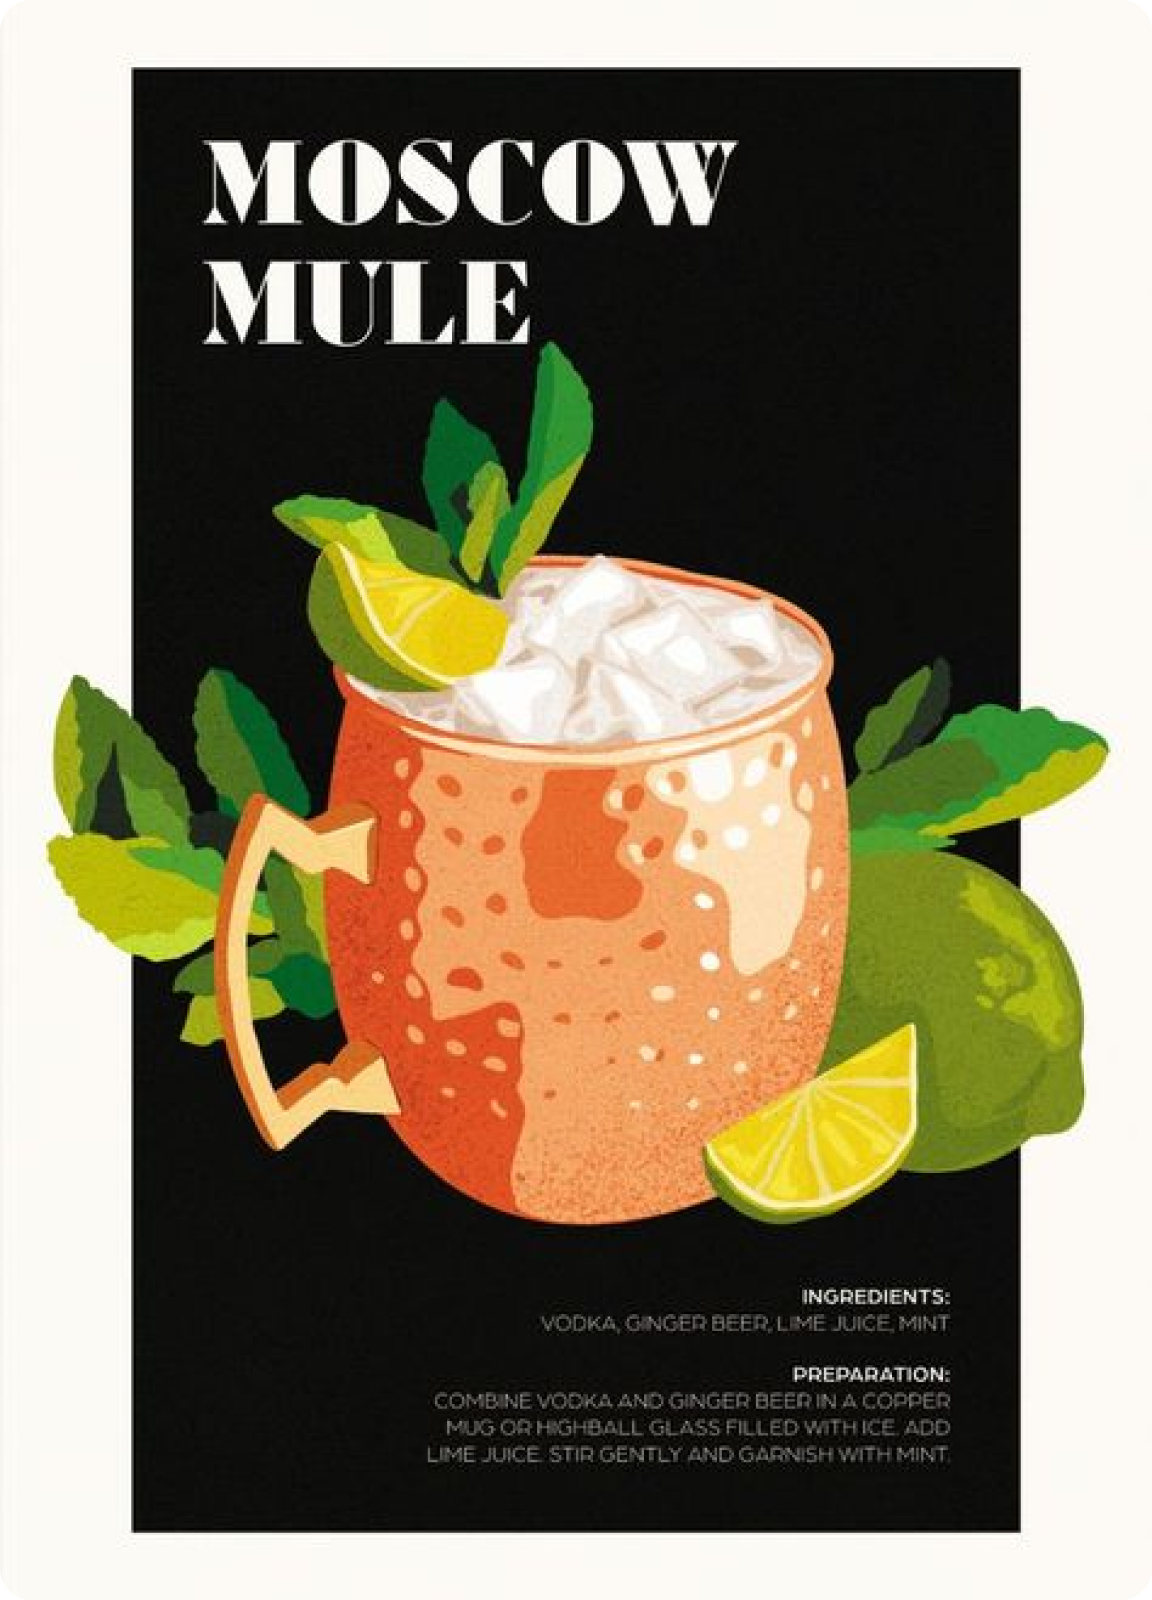 MOSCOW
MULE
INGREDIENTS:
VODKA, GINGER BEER, LIME JUICE, MINT
PREPARATION:
COMBINE VODKA AND GINGER BEER IN A COPPER
MUG OR HIGHBALL GLASS FILLED WITH ICE. ADD
LIME JUICE. STIR GENTLY AND GARNISH WITH MINT.